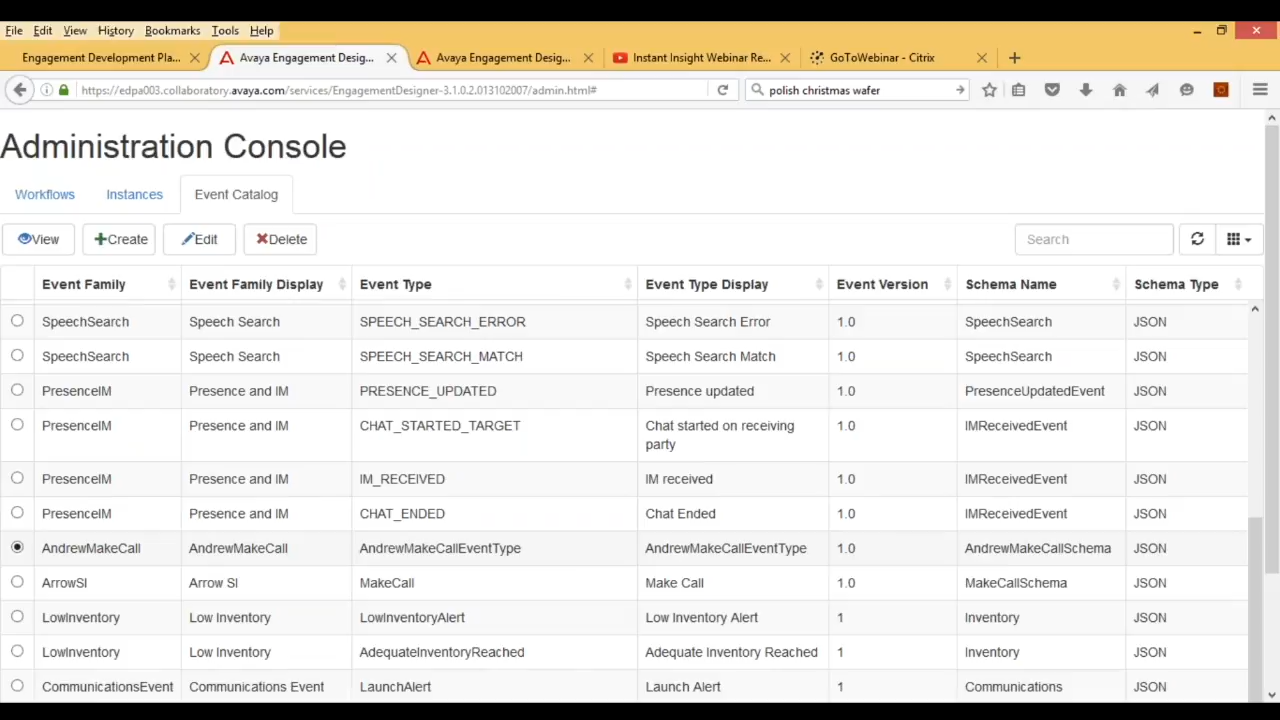 File Edit View History Bookmarks Tools Help
Engagement Development Pla... Avaya Engagement Desig... Avaya Engagement Desig... Instant Insight Webinar Re... GoToWebinar - Citrix
https://edpa003.collaboratory.avaya.com/services/EngagementDesigner-3.1.0.2.013102007/admin.html# polish christmas wafer
Administration Console
Workflows Instances Event Catalog
View Create Edit Delete Search
Event Family Event Family Display Event Type Event Type Display Event Version Schema Name Schema Type
SpeechSearch Speech Search SPEECH_SEARCH_ERROR Speech Search Error 1.0 SpeechSearch JSON
SpeechSearch Speech Search SPEECH_SEARCH_MATCH Speech Search Match 1.0 SpeechSearch JSON
PresenceIM Presence and IM PRESENCE_UPDATED Presence updated 1.0 PresenceUpdatedEvent JSON
PresenceIM Presence and IM CHAT_STARTED_TARGET Chat started on receiving 1.0 IMReceivedEvent JSON
party
PresenceIM Presence and IM IM_RECEIVED IM received 1.0 IMReceivedEvent JSON
PresenceIM Presence and IM CHAT_ENDED Chat Ended 1.0 IMReceivedEvent JSON
AndrewMakeCall AndrewMakeCall AndrewMakeCallEventType AndrewMakeCallEventType 1.0 AndrewMakeCallSchema JSON
ArrowSI Arrow SI MakeCall Make Call 1.0 MakeCallSchema JSON
LowInventory Low Inventory LowInventoryAlert Low Inventory Alert 1 Inventory JSON
LowInventory Low Inventory AdequateInventoryReached Adequate Inventory Reached 1 Inventory JSON
CommunicationsEvent Communications Event LaunchAlert Launch Alert 1 Communications JSON